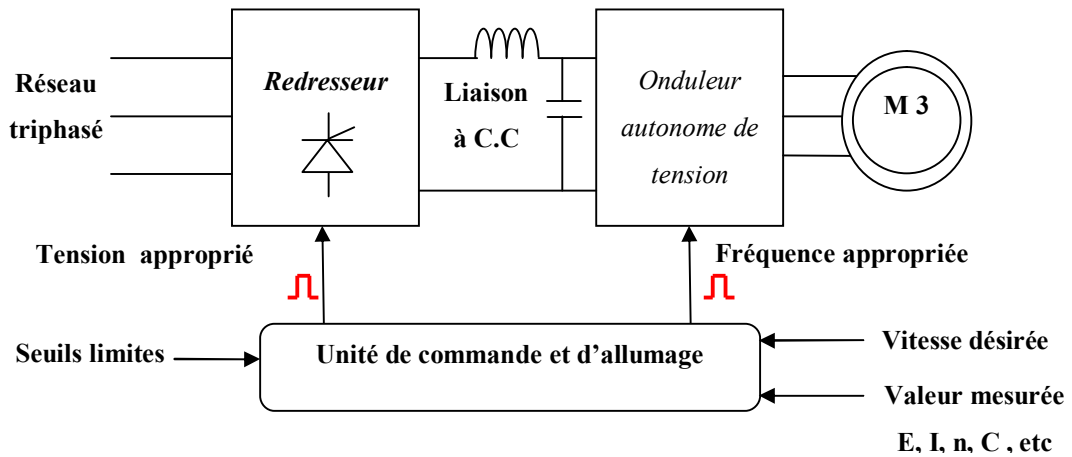 Réseau
triphasé
Redresseur
Liaison
à C.C
Onduleur
autonome de
tension
M 3
Tension approprié
Fréquence appropriée
Seuils limites
Unité de commande et d'allumage
Vitesse désirée
Valeur mesurée
E, I, n, C , etc